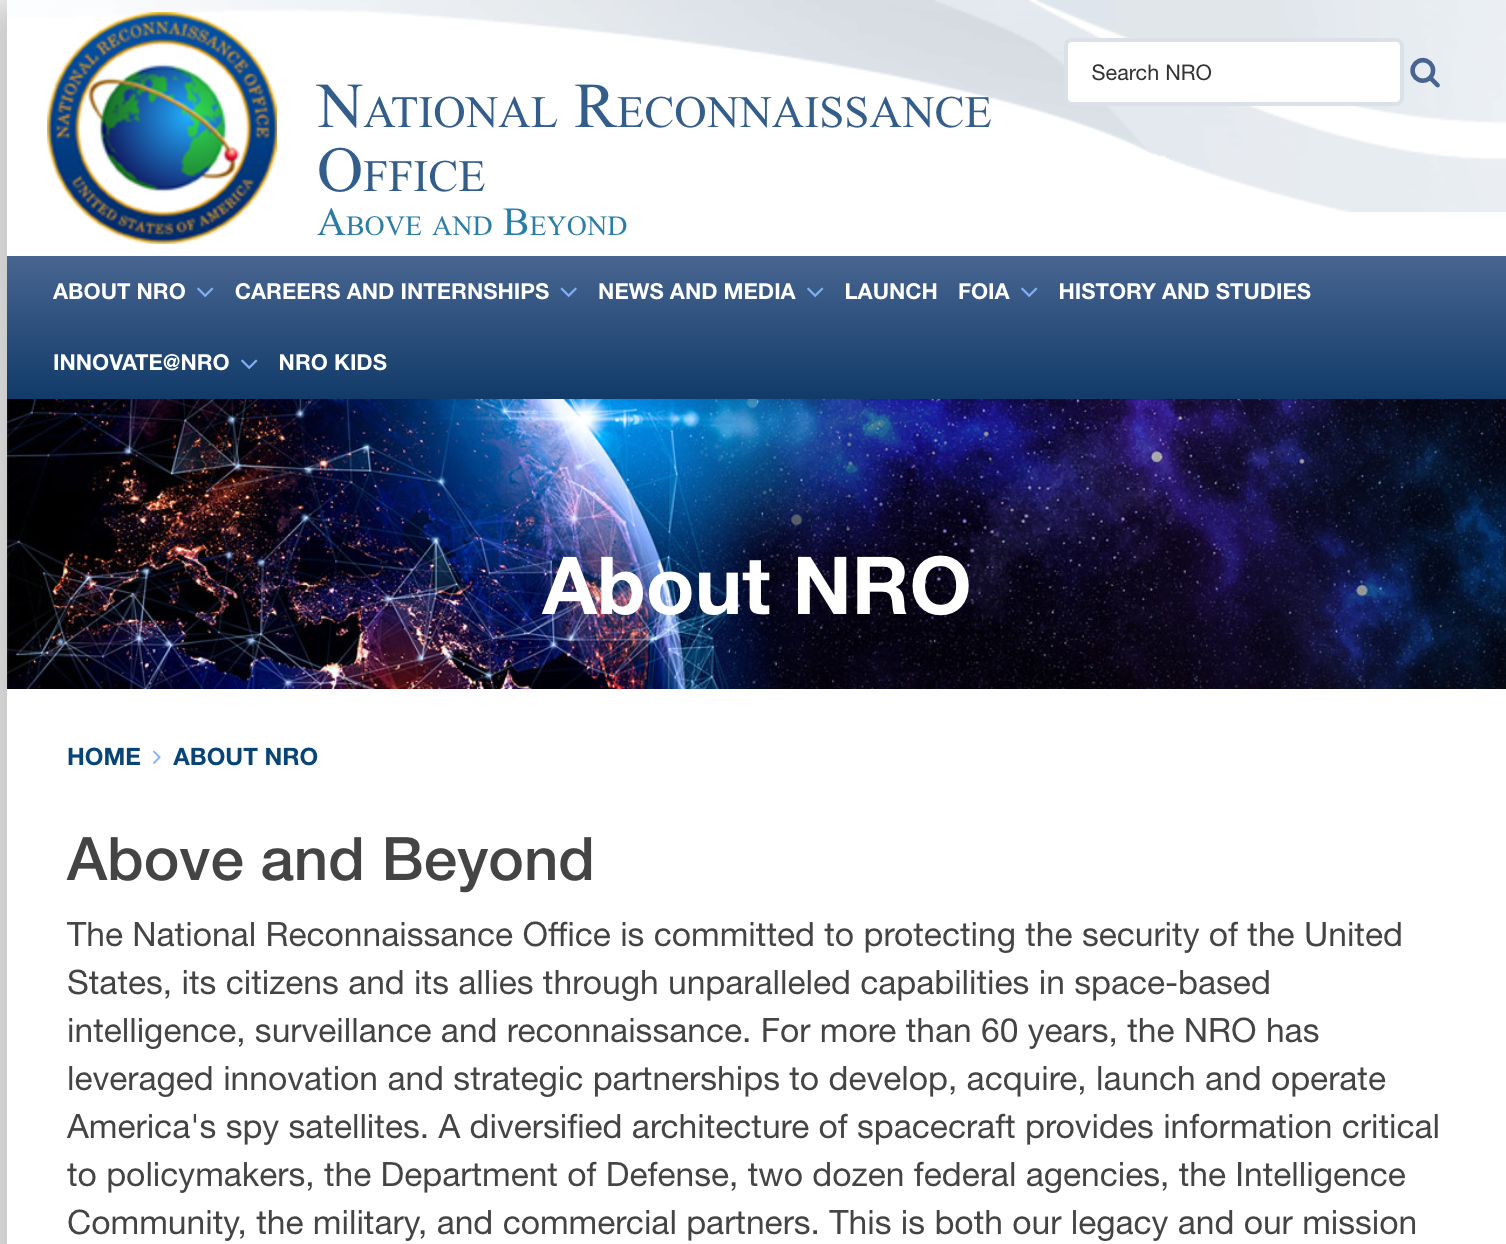 NATIONAL RECONNAISSANCE OFFICE
UNITED STATES OF AMERICA
National Reconnaissance
Office
Above and Beyond
Search NRO
ABOUT NRO CAREERS AND INTERNSHIPS NEWS AND MEDIA LAUNCH FOIA HISTORY AND STUDIES
INNOVATE@NRO NRO KIDS
About NRO
HOME > ABOUT NRO
Above and Beyond
The National Reconnaissance Office is committed to protecting the security of the United
States, its citizens and its allies through unparalleled capabilities in space-based
intelligence, surveillance and reconnaissance. For more than 60 years, the NRO has
leveraged innovation and strategic partnerships to develop, acquire, launch and operate
America's spy satellites. A diversified architecture of spacecraft provides information critical
to policymakers, the Department of Defense, two dozen federal agencies, the Intelligence
Community, the military, and commercial partners. This is both our legacy and our mission